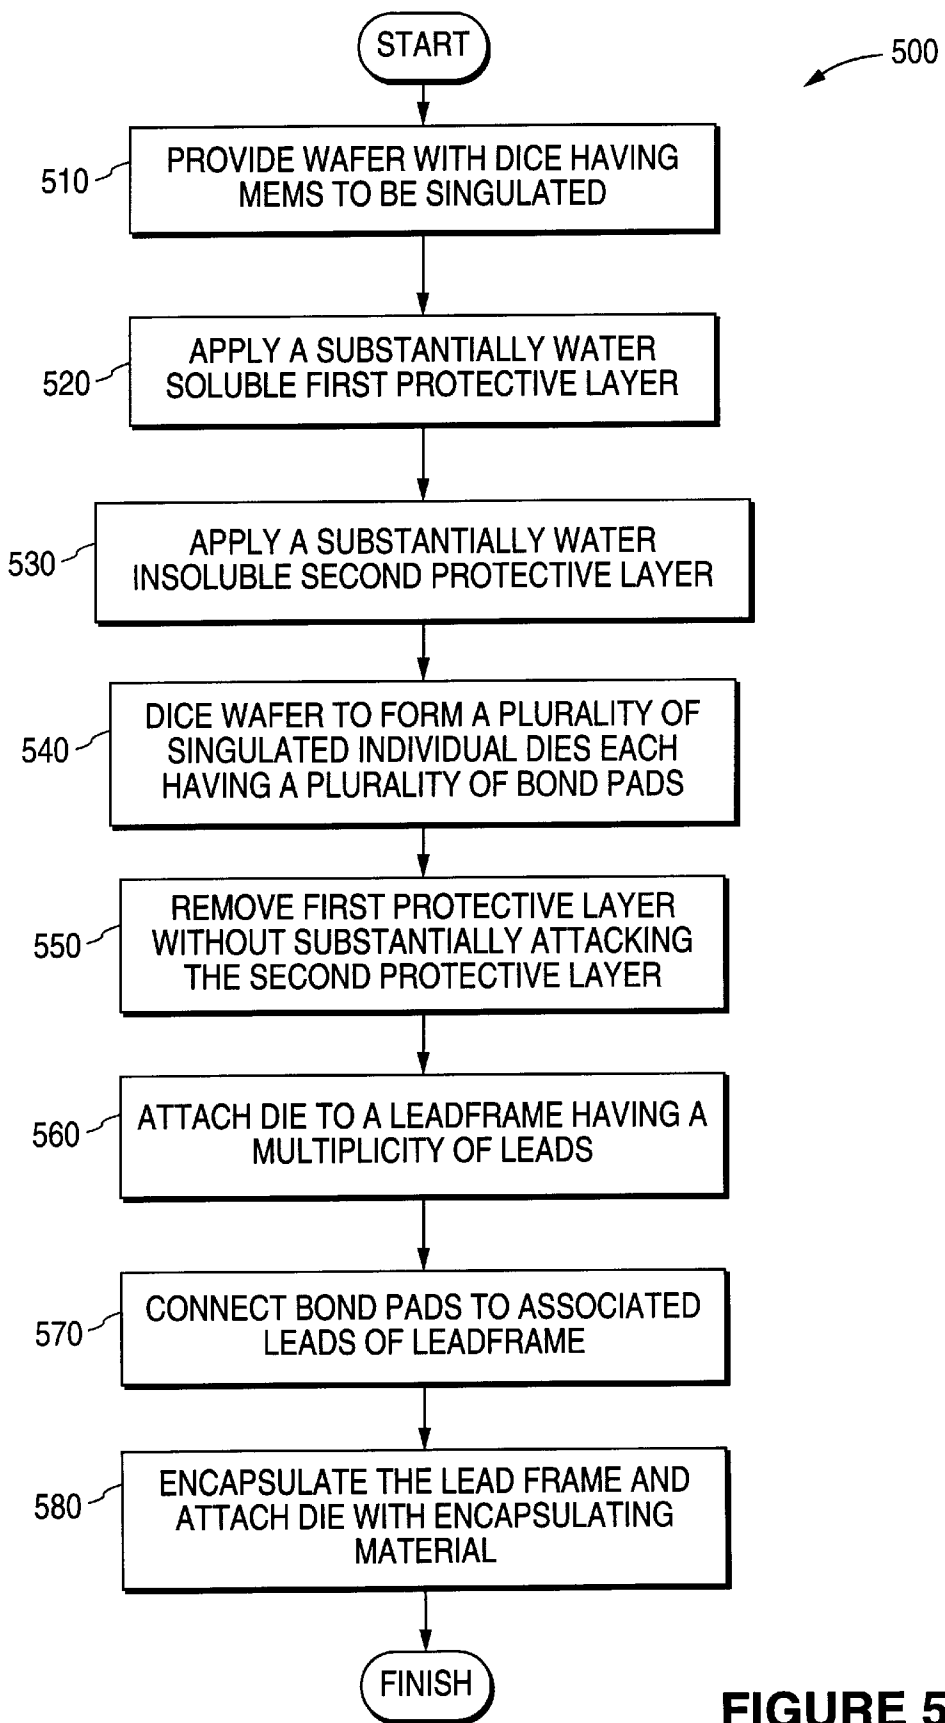 START
500
510
PROVIDE WAFER WITH DICE HAVING
MEMS TO BE SINGULATED
520
APPLY A SUBSTANTIALLY WATER
SOLUBLE FIRST PROTECTIVE LAYER
530
APPLY A SUBSTANTIALLY WATER
INSOLUBLE SECOND PROTECTIVE LAYER
540
DICE WAFER TO FORM A PLURALITY OF
SINGULATED INDIVIDUAL DIES EACH
HAVING A PLURALITY OF BOND PADS
550
REMOVE FIRST PROTECTIVE LAYER
WITHOUT SUBSTANTIALLY ATTACKING
THE SECOND PROTECTIVE LAYER
560
ATTACH DIE TO A LEADFRAME HAVING A
MULTIPLICITY OF LEADS
570
CONNECT BOND PADS TO ASSOCIATED
LEADS OF LEADFRAME
580
ENCAPSULATE THE LEAD FRAME AND
ATTACH DIE WITH ENCAPSULATING
MATERIAL
FINISH
FIGURE 5